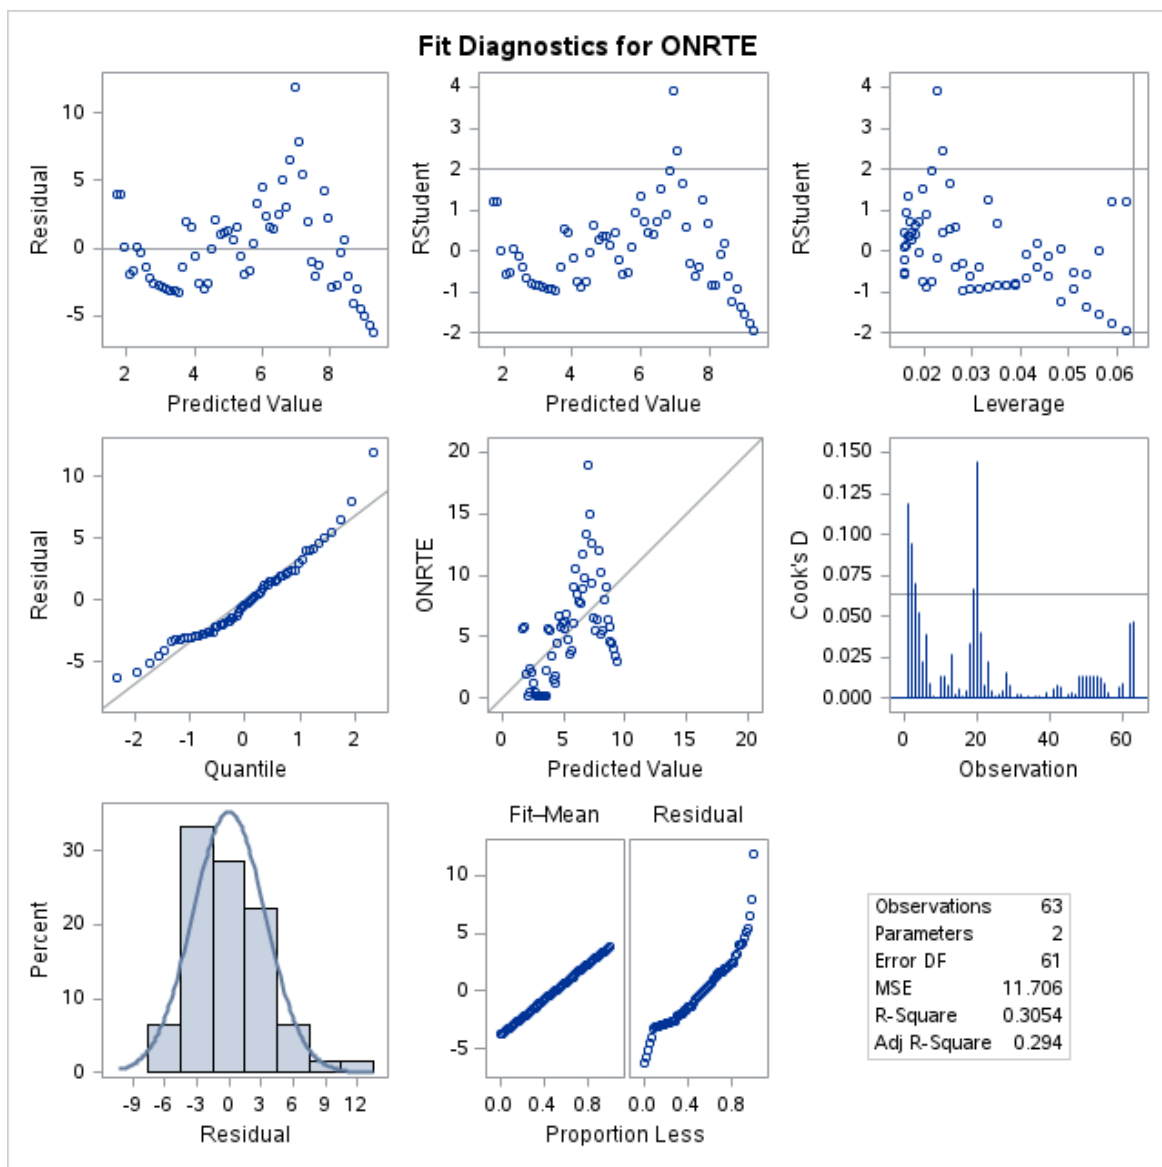 Fit Diagnostics for ONRTE
Residual
10
5
0
-5
2 4 6 8
Predicted Value
RStudent
4
3
2
1
0
-1
-2
2 4 6 8
Predicted Value
RStudent
4
3
2
1
0
-1
-2
0.02 0.03 0.04 0.05 0.06
Leverage
Residual
10
5
0
-5
-2 -1 0 1 2
Quantile
ONRTE
20
15
10
5
0
0 5 10 15 20
Predicted Value
Cook's D
0.150
0.125
0.100
0.075
0.050
0.025
0.000
0 20 40 60
Observation
Percent
30
20
10
0
-9 -6 -3 0 3 6 9 12
Residual
Fit–Mean Residual
10
5
0
-5
0.0 0.4 0.8 0.0 0.4 0.8
Proportion Less
Observations 63
Parameters 2
Error DF 61
MSE 11.706
R-Square 0.3054
Adj R-Square 0.294